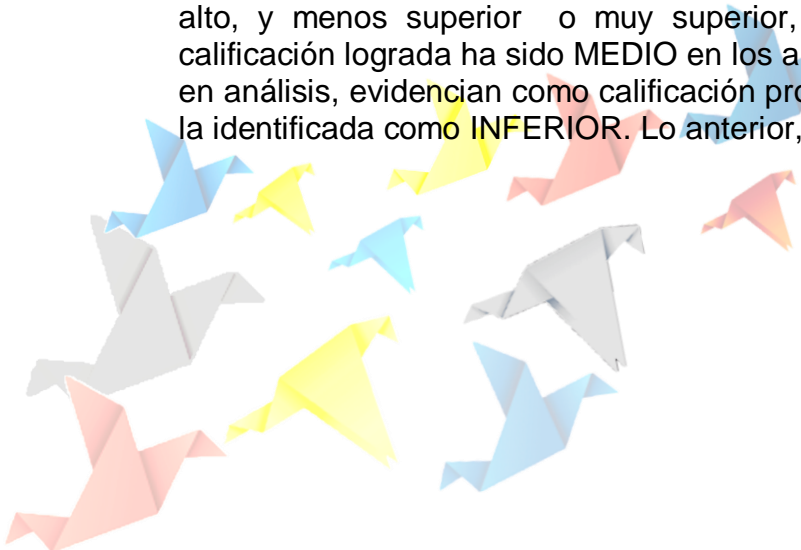 alto, y menos superior o muy superior,
calificación lograda ha sido MEDIO en los a
en análisis, evidencian como calificación pro
la identificada como INFERIOR. Lo anterior,